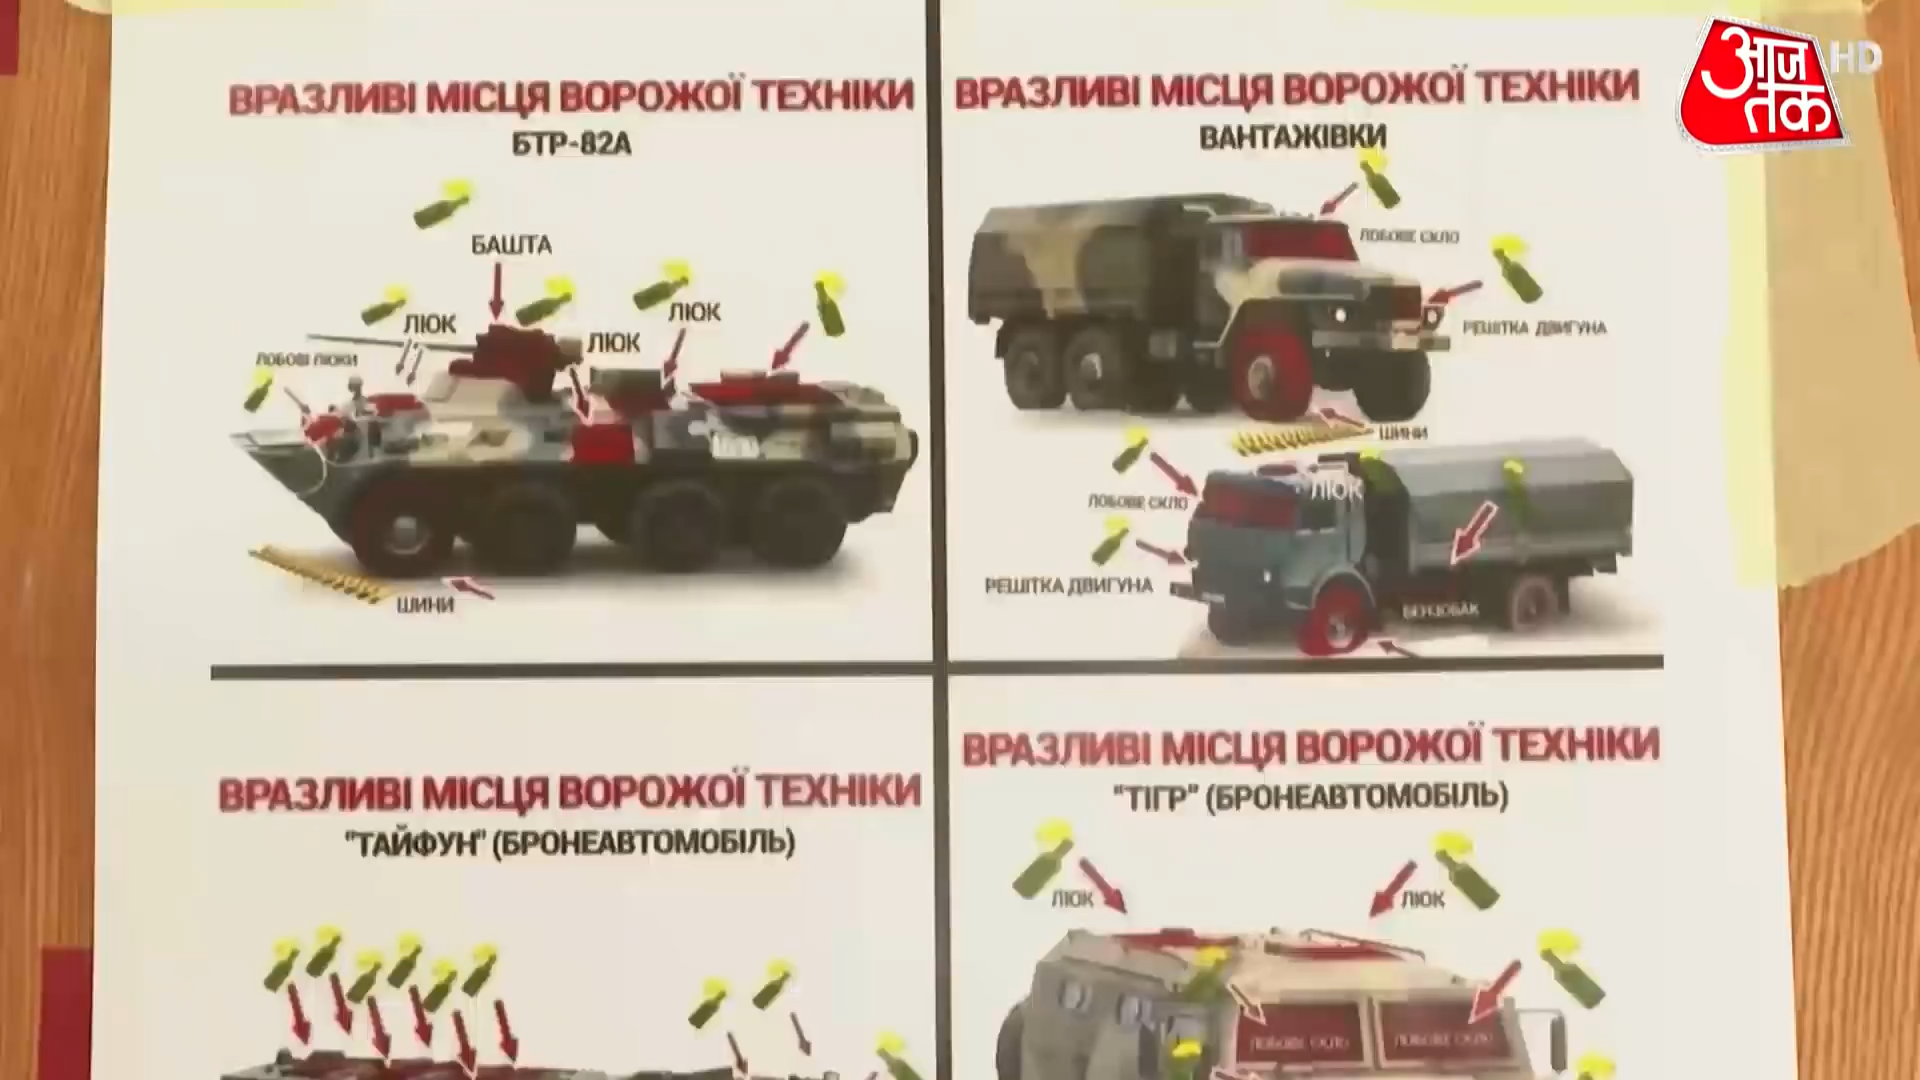 ВРАЗЛИВІ МІСЦЯ ВОРОЖОЇ ТЕХНІКИ
БТР-82А
БАШТА
ЛЮК
ЛЮК
ЛЮК
ЛОБОВІ ЛЮКИ
ШИНИ
ВРАЗЛИВІ МІСЦЯ ВОРОЖОЇ ТЕХНІКИ
ВАНТАЖІВКИ
ЛОБОВЕ СКЛО
РЕШІТКА ДВИГУНА
ШИНИ
ЛЮК
ЛОБОВЕ СКЛО
РЕШІТКА ДВИГУНА
БЕНЗОБАК
ВРАЗЛИВІ МІСЦЯ ВОРОЖОЇ ТЕХНІКИ
"ТАЙФУН" (БРОНЕАВТОМОБІЛЬ)
ВРАЗЛИВІ МІСЦЯ ВОРОЖОЇ ТЕХНІКИ
"ТІГР" (БРОНЕАВТОМОБІЛЬ)
ЛЮК
ЛЮК
ЛОБОВЕ СКЛО
ЛОБОВЕ СКЛО
आज तक HD